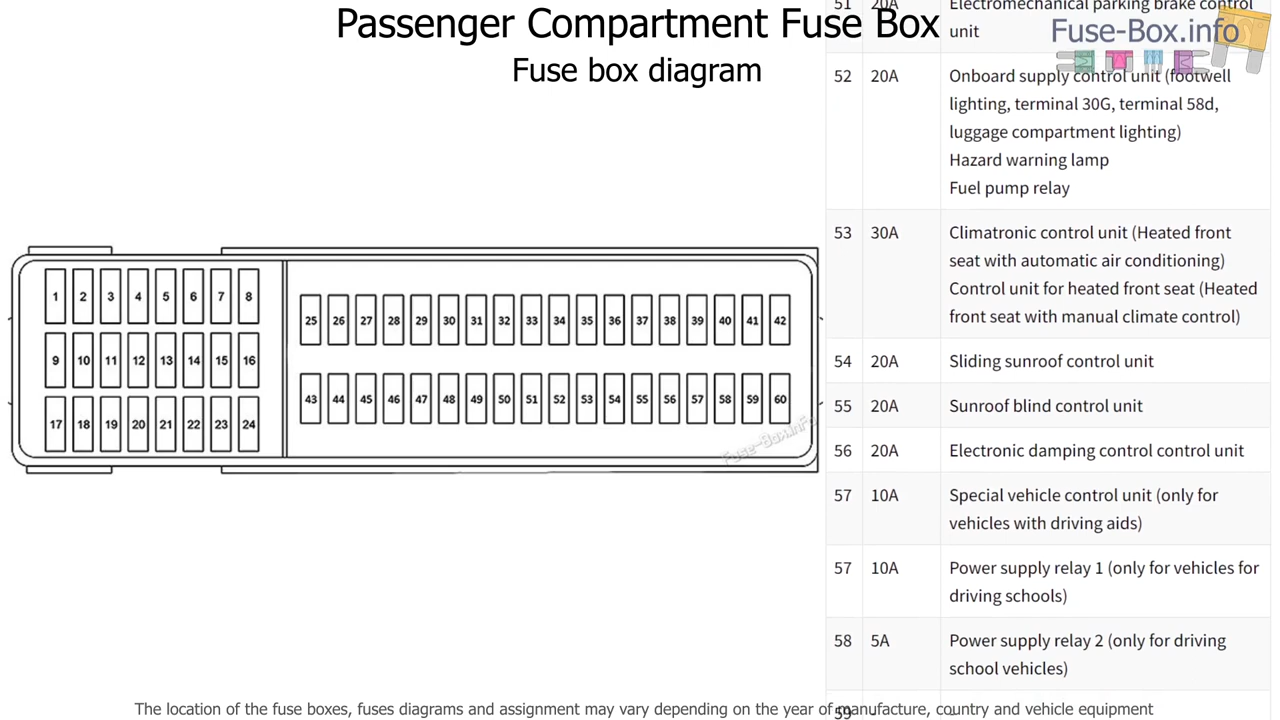 Passenger Compartment Fuse Box
Fuse box diagram
Fuse-Box.info
1 2 3 4 5 6 7 8
9 10 11 12 13 14 15 16
17 18 19 20 21 22 23 24
25 26 27 28 29 30 31 32 33 34 35 36 37 38 39 40 41 42
43 44 45 46 47 48 49 50 51 52 53 54 55 56 57 58 59 60
Fuse-Box.info
51 20A Electromechanical parking brake control
unit
52 20A Onboard supply control unit (footwell
lighting, terminal 30G, terminal 58d,
luggage compartment lighting)
Hazard warning lamp
Fuel pump relay
53 30A Climatronic control unit (Heated front
seat with automatic air conditioning)
Control unit for heated front seat (Heated
front seat with manual climate control)
54 20A Sliding sunroof control unit
55 20A Sunroof blind control unit
56 20A Electronic damping control control unit
57 10A Special vehicle control unit (only for
vehicles with driving aids)
57 10A Power supply relay 1 (only for vehicles for
driving schools)
58 5A Power supply relay 2 (only for driving
school vehicles)
59 -
The location of the fuse boxes, fuses diagrams and assignment may vary depending on the year of manufacture, country and vehicle equipment